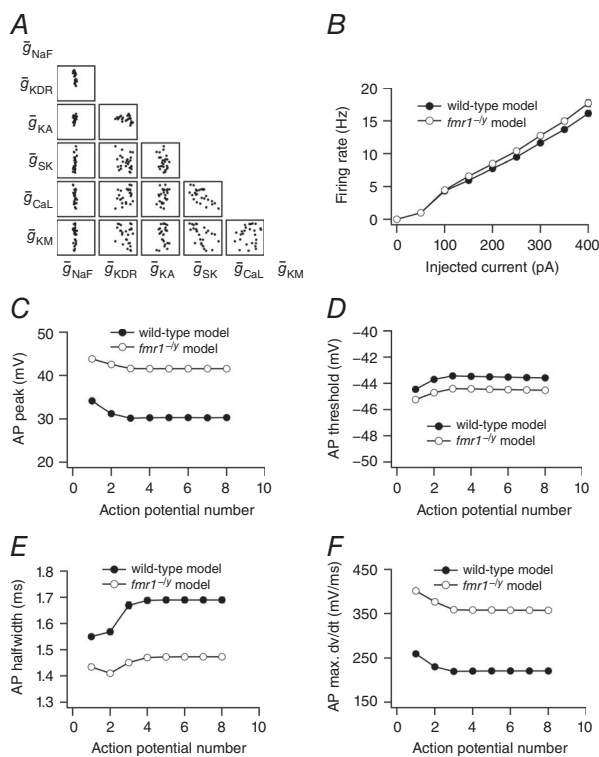 A
ḡNaF
ḡKDR
ḡKA
ḡSK
ḡCaL
ḡKM
ḡNaF ḡKDR ḡKA ḡSK ḡCaL ḡKM
B
Firing rate (Hz)
20
15
10
5
0
wild-type model
fmr1−/y model
0 100 200 300 400
Injected current (pA)
C
AP peak (mV)
50
40
30
20
wild-type model
fmr1−/y model
0 2 4 6 8 10
Action potential number
D
AP threshold (mV)
−40
−42
−44
−46
−48
−50
wild-type model
fmr1−/y model
0 2 4 6 8 10
Action potential number
E
AP halfwidth (ms)
1.8
1.7
1.6
1.5
1.4
1.3
wild-type model
fmr1−/y model
0 2 4 6 8 10
Action potential number
F
AP max. dv/dt (mV/ms)
450
350
250
150
wild-type model
fmr1−/y model
0 2 4 6 8 10
Action potential number